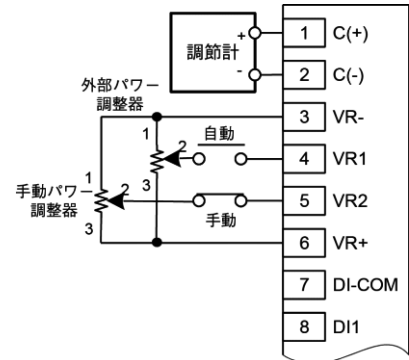 調節計
+
-
1 C(+)
2 C(-)
3 VR-
4 VR1
5 VR2
6 VR+
7 DI-COM
8 DI1
外部パワー
調整器
1
2
3
自動
手動パワー
調整器
1
2
3
手動